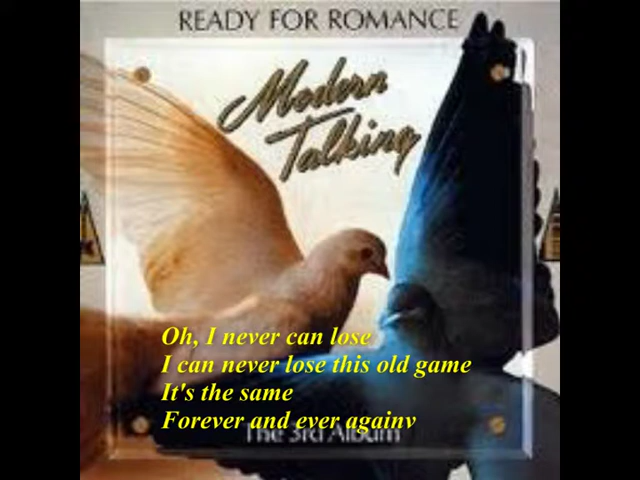 READY FOR ROMANCE
Modern
Talking
Oh, I never can lose
I can never lose this old game
It's the same
Forever and ever againy
The 3rd Album